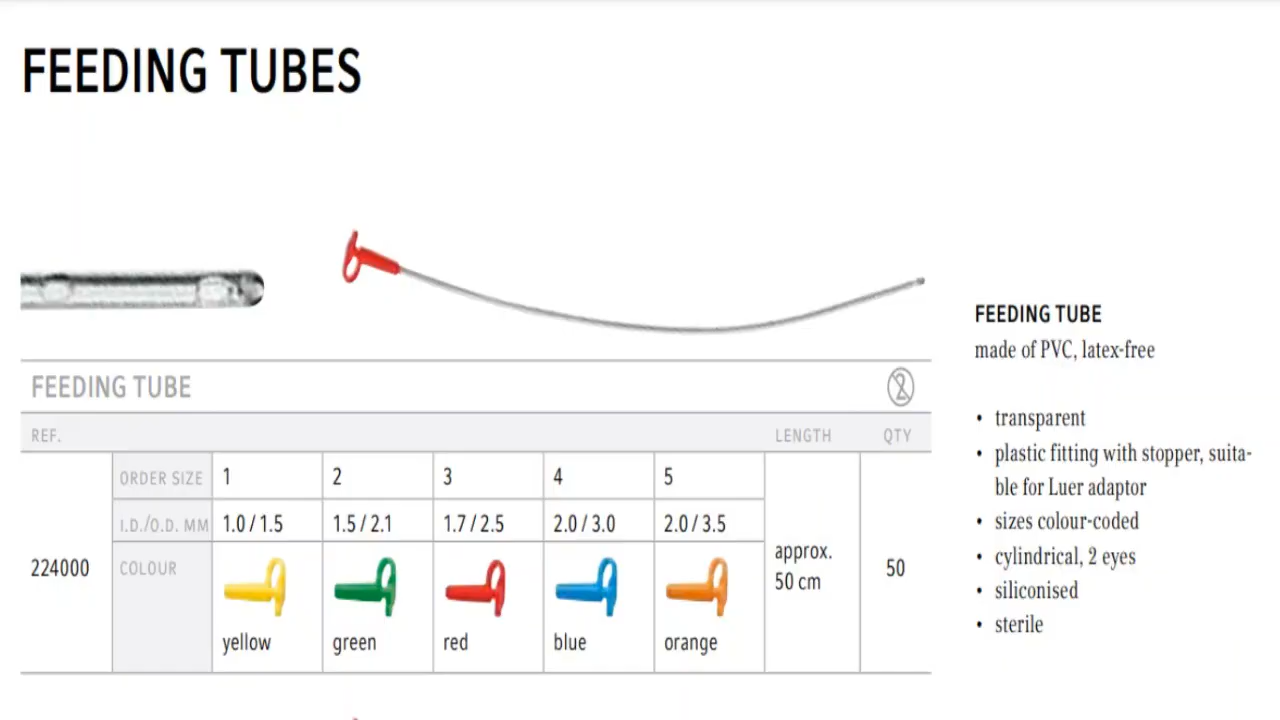 FEEDING TUBES
FEEDING TUBE
made of PVC, latex-free
• transparent
• plastic fitting with stopper, suita-
ble for Luer adaptor
• sizes colour-coded
• cylindrical, 2 eyes
• siliconised
• sterile
FEEDING TUBE 2
REF. LENGTH QTY
ORDER SIZE 1 2 3 4 5
I.D./O.D. MM 1.0 / 1.5 1.5 / 2.1 1.7 / 2.5 2.0 / 3.0 2.0 / 3.5
224000 COLOUR yellow green red blue orange
approx.
50 cm
50